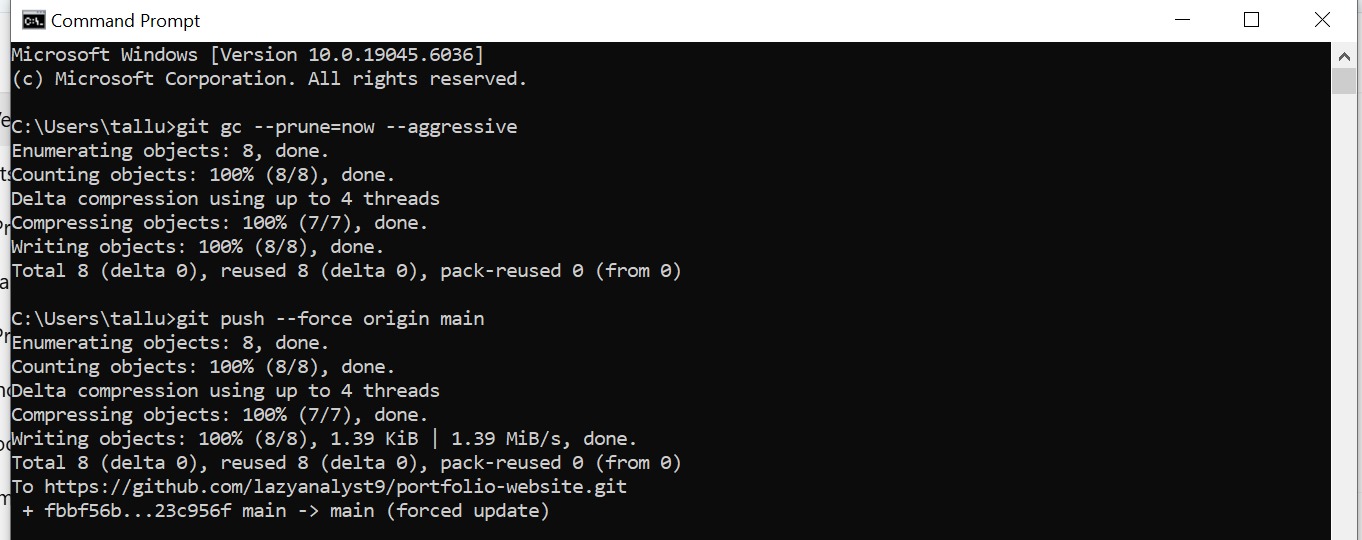 Command Prompt
Microsoft Windows [Version 10.0.19045.6036]
(c) Microsoft Corporation. All rights reserved.
C:\Users\tallu>git gc --prune=now --aggressive
Enumerating objects: 8, done.
Counting objects: 100% (8/8), done.
Delta compression using up to 4 threads
Compressing objects: 100% (7/7), done.
Writing objects: 100% (8/8), done.
Total 8 (delta 0), reused 8 (delta 0), pack-reused 0 (from 0)
C:\Users\tallu>git push --force origin main
Enumerating objects: 8, done.
Counting objects: 100% (8/8), done.
Delta compression using up to 4 threads
Compressing objects: 100% (7/7), done.
Writing objects: 100% (8/8), 1.39 KiB | 1.39 MiB/s, done.
Total 8 (delta 0), reused 8 (delta 0), pack-reused 0 (from 0)
To https://github.com/lazyanalyst9/portfolio-website.git
 + fbbf56b...23c956f main -> main (forced update)